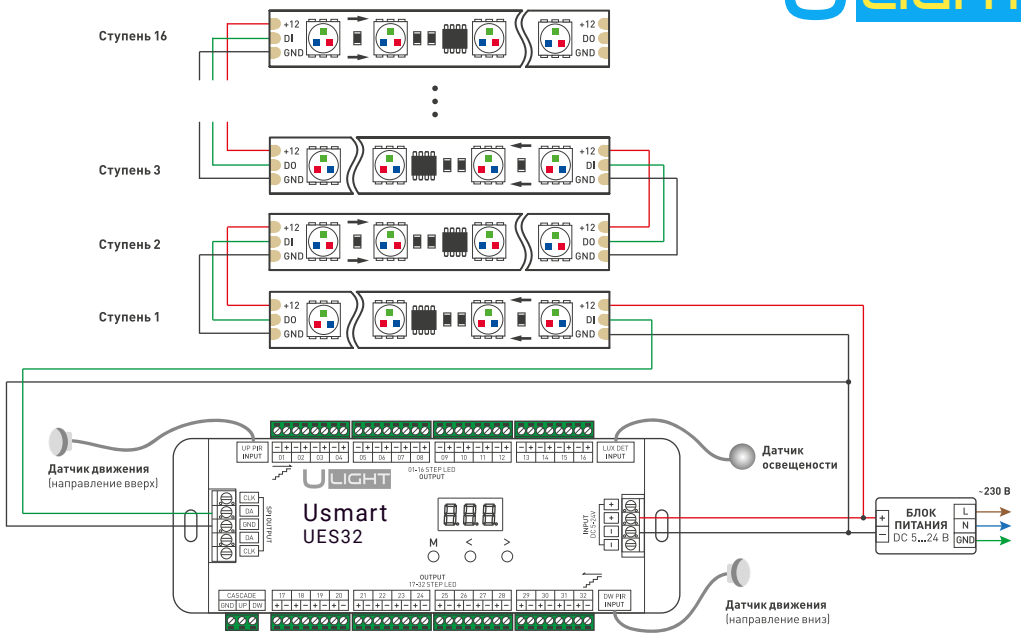 ULIGHT
Ступень 16
+12
DI
GND
+12
DO
GND
Ступень 3
+12
DO
GND
+12
DI
GND
Ступень 2
+12
DI
GND
+12
DO
GND
Ступень 1
+12
DO
GND
+12
DI
GND
Датчик движения
(направление вверх)
UP PIR
INPUT
- + - + - + - +
01 02 03 04
- + - + - + - +
05 06 07 08
- + - + - + - +
09 10 11 12
- + - + - + - +
13 14 15 16
LUX DET
INPUT
01-16 STEP LED
OUTPUT
Датчик
освещености
ULIGHT
Usmart
UES32
CLK
DA
GND
DA
CLK
SPI OUTPUT
888
M < >
INPUT
DC 5-24V
+
+
-
-
~230 В
+
-
БЛОК
ПИТАНИЯ
DC 5...24 В
L
N
GND
OUTPUT
17-32 STEP LED
CASCADE
GND UP DW
17 18 19 20
+ - + - + - + -
21 22 23 24
+ - + - + - + -
25 26 27 28
+ - + - + - + -
29 30 31 32
+ - + - + - + -
DW PIR
INPUT
Датчик движения
(направление вниз)